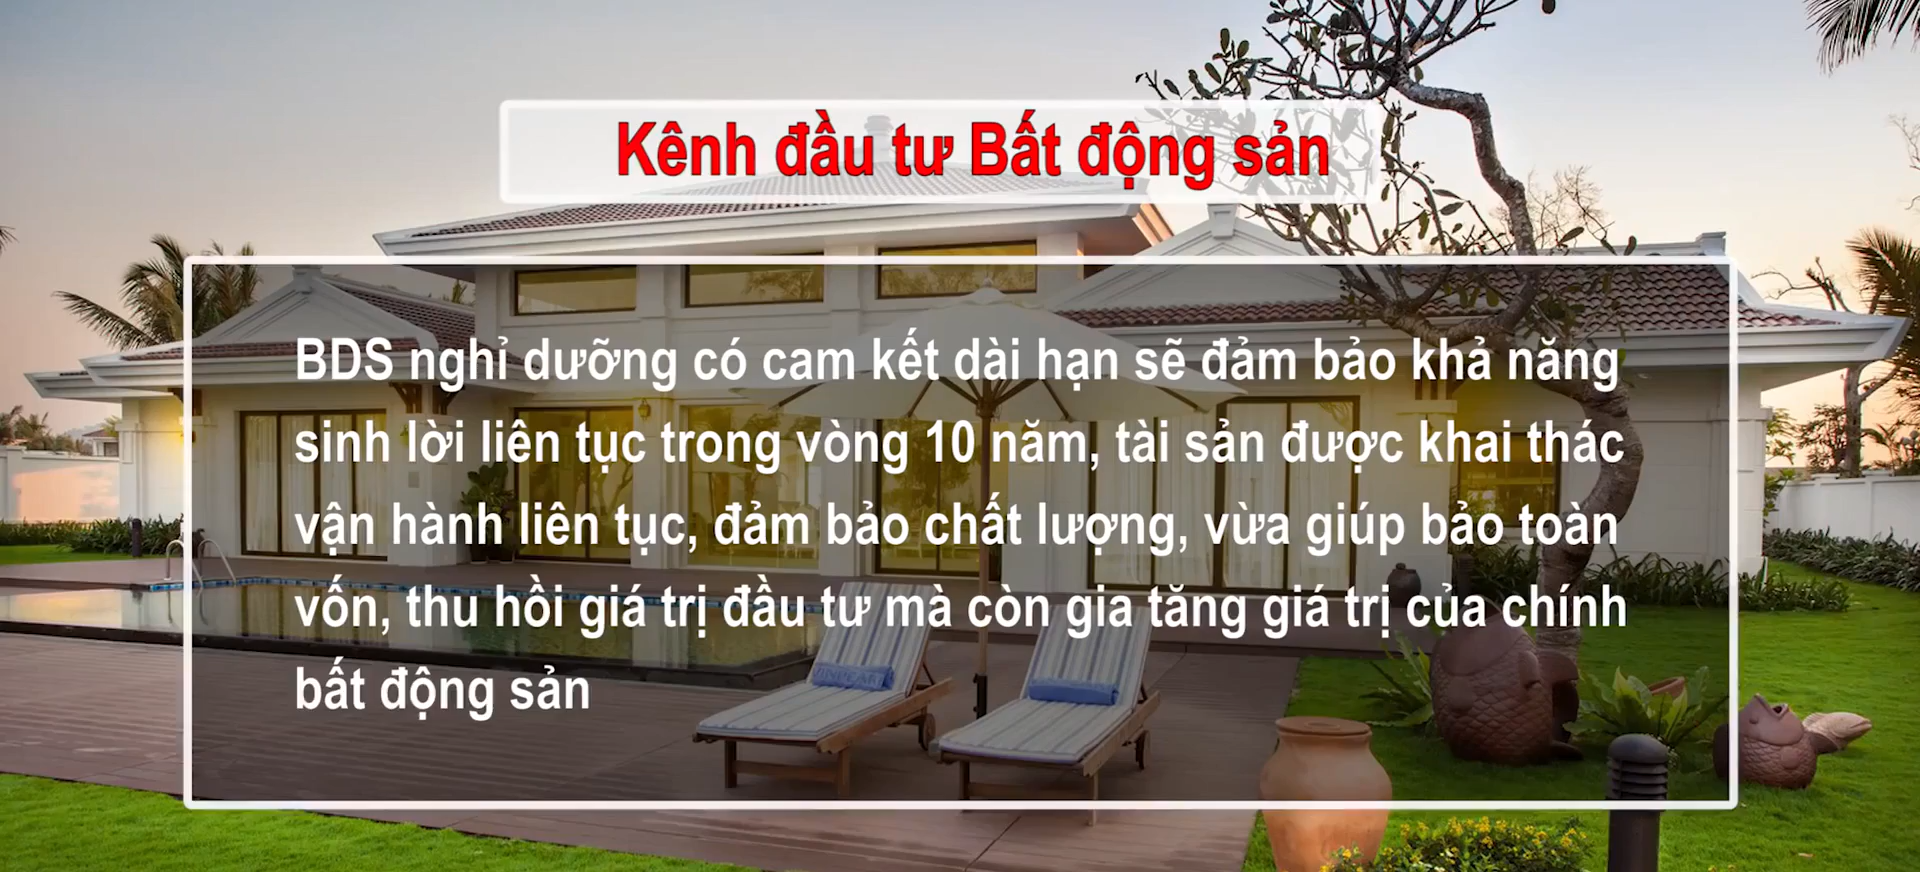 Kênh đầu tư Bất động sản
BDS nghỉ dưỡng có cam kết dài hạn sẽ đảm bảo khả năng
sinh lời liên tục trong vòng 10 năm, tài sản được khai thác
vận hành liên tục, đảm bảo chất lượng, vừa giúp bảo toàn
vốn, thu hồi giá trị đầu tư mà còn gia tăng giá trị của chính
bất động sản